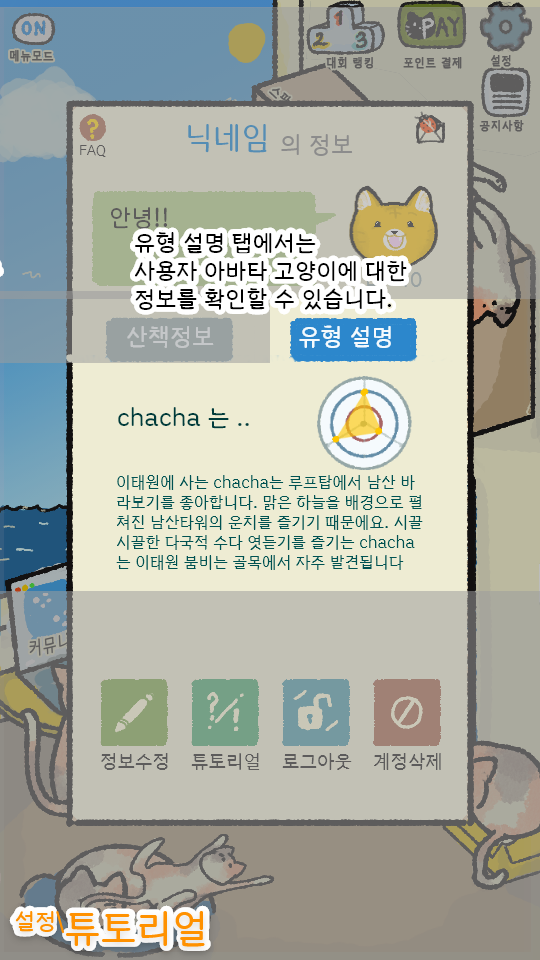 ON
메뉴모드
1
2
3
대회 랭킹
PAY
포인트 결제
설정
공지사항
FAQ
닉네임 의 정보
안녕!!
유형 설명 탭에서는
사용자 아바타 고양이에 대한
정보를 확인할 수 있습니다.
0
산책정보
유형 설명
chacha 는 ..
이태원에 사는 chacha는 루프탑에서 남산 바
라보기를 좋아합니다. 맑은 하늘을 배경으로 펼
쳐진 남산타워의 운치를 즐기기 때문에요. 시끌
시끌한 다국적 수다 엿듣기를 즐기는 chacha
는 이태원 붐비는 골목에서 자주 발견됩니다
커뮤니
정보수정
튜토리얼
로그아웃
계정삭제
설정\튜토리얼